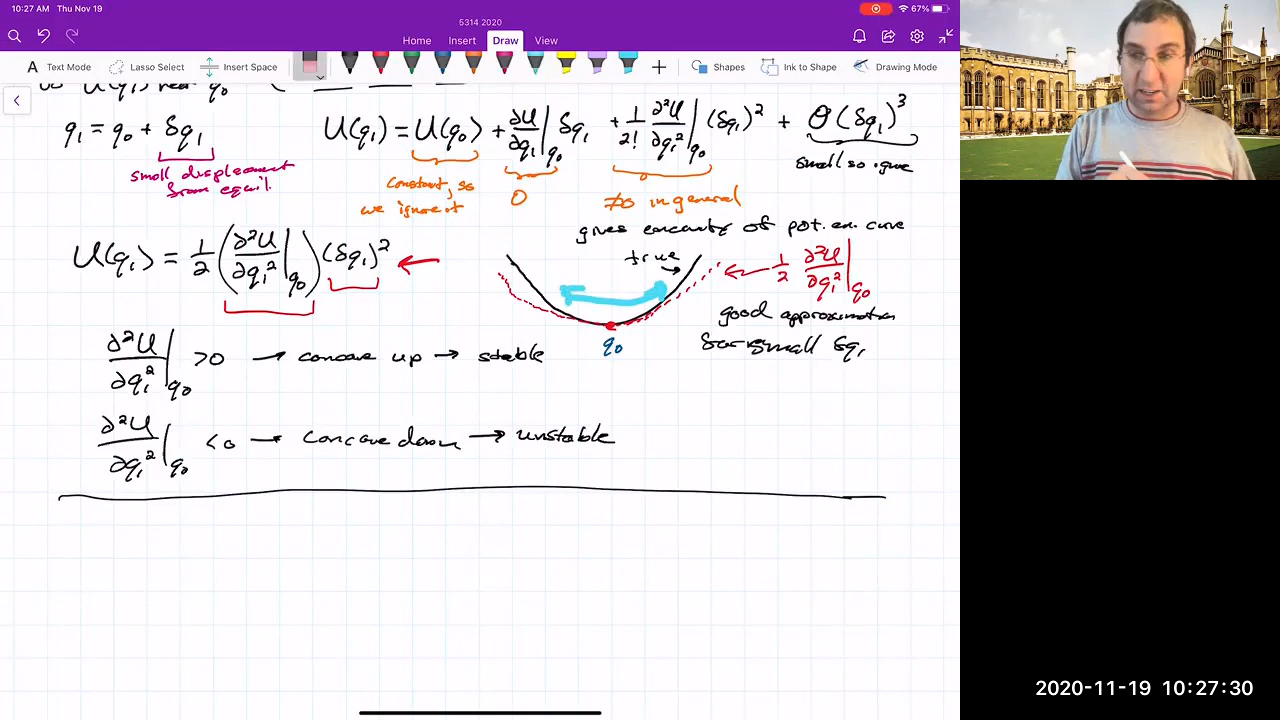 10:27 AM Thu Nov 19
67%
5314 2020
Home Insert Draw View
Text Mode Lasso Select Insert Space Shapes Ink to Shape Drawing Mode
U(q₁) near q₀
q₁ = q₀ + δq₁
small displacement
from equil.
U(q₁) = U(q₀) + ∂U/∂q₁|q₀ δq₁ + 1/2! ∂²U/∂q₁²|q₀ (δq₁)² + O(δq₁)³
constant, so
we ignore it
0
≠0 in general
small so ignore
gives concavity of pot. en. curve
U(q₁) = 1/2 (∂²U/∂q₁²|q₀) (δq₁)²
true
1/2 ∂²U/∂q₁²|q₀
good approximation
for small δq₁
q₀
∂²U/∂q₁²|q₀ >0 → concave up → stable
∂²U/∂q₁²|q₀ <0 → concave down → unstable
2020-11-19 10:27:30